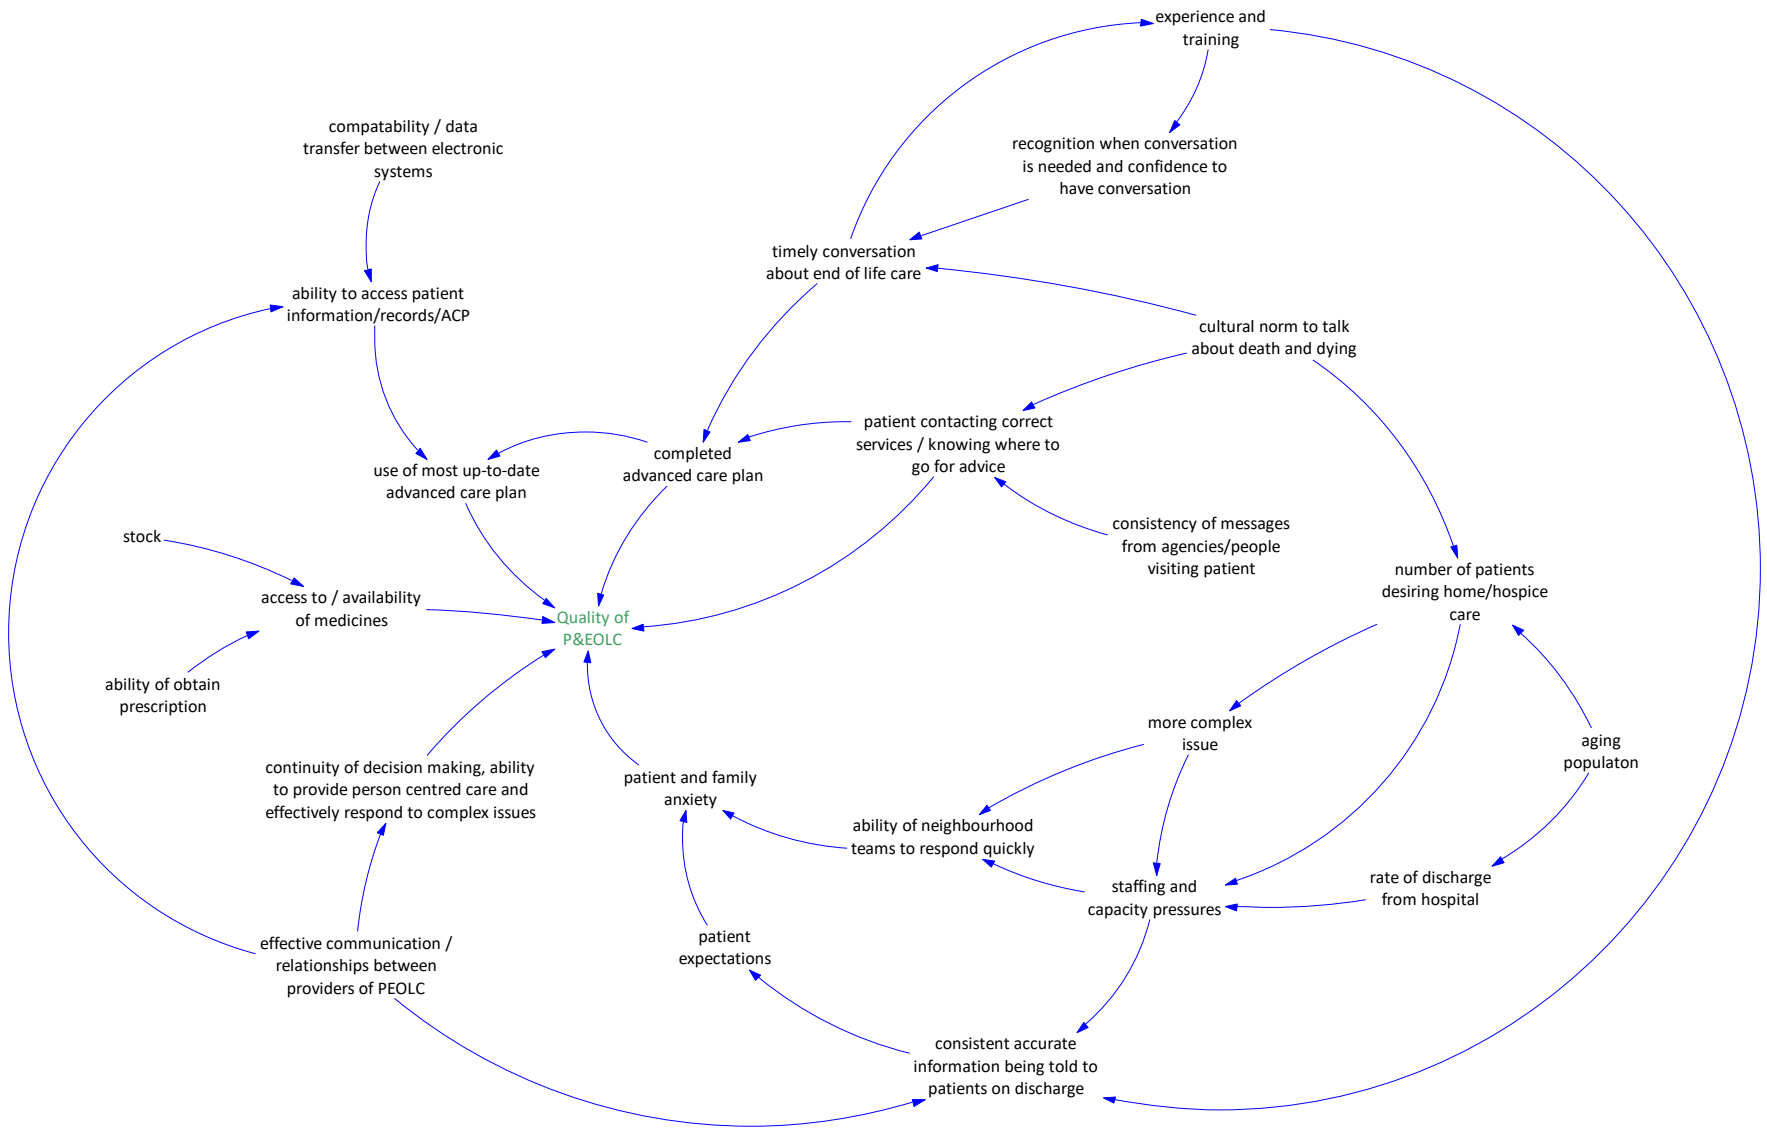 experience and
training
compatability / data
transfer between electronic
systems
recognition when conversation
is needed and confidence to
have conversation
timely conversation
about end of life care
ability to access patient
information/records/ACP
cultural norm to talk
about death and dying
patient contacting correct
services / knowing where to
go for advice
completed
advanced care plan
use of most up-to-date
advanced care plan
stock
consistency of messages
from agencies/people
visiting patient
number of patients
desiring home/hospice
care
access to / availability
of medicines
Quality of
P&EOLC
ability of obtain
prescription
more complex
issue
aging
populaton
continuity of decision making, ability
to provide person centred care and
effectively respond to complex issues
patient and family
anxiety
ability of neighbourhood
teams to respond quickly
staffing and
capacity pressures
rate of discharge
from hospital
patient
expectations
effective communication /
relationships between
providers of PEOLC
consistent accurate
information being told to
patients on discharge